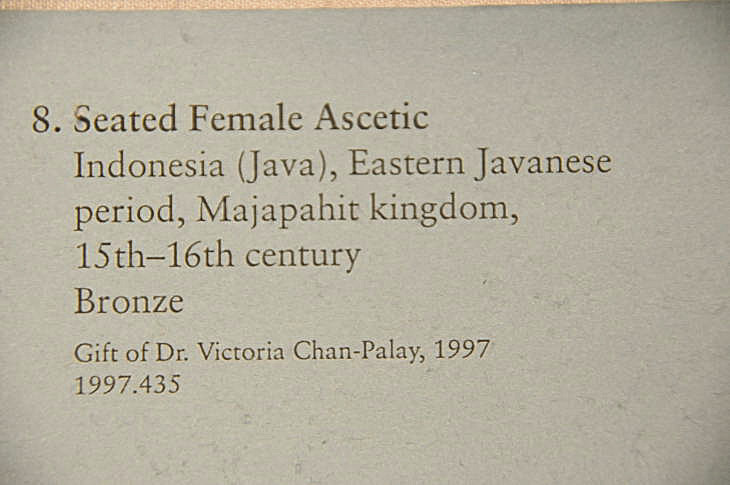 8. Seated Female Ascetic
Indonesia (Java), Eastern Javanese
period, Majapahit kingdom,
15th–16th century
Bronze
Gift of Dr. Victoria Chan-Palay, 1997
1997.435